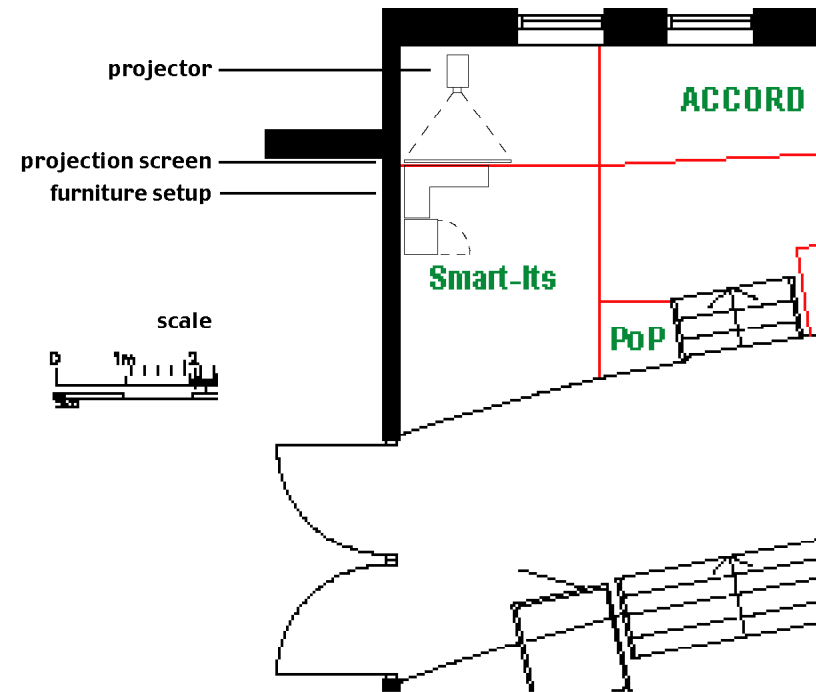 projector
ACCORD
projection screen
furniture setup
Smart-Its
scale
0 1m 2
PoP